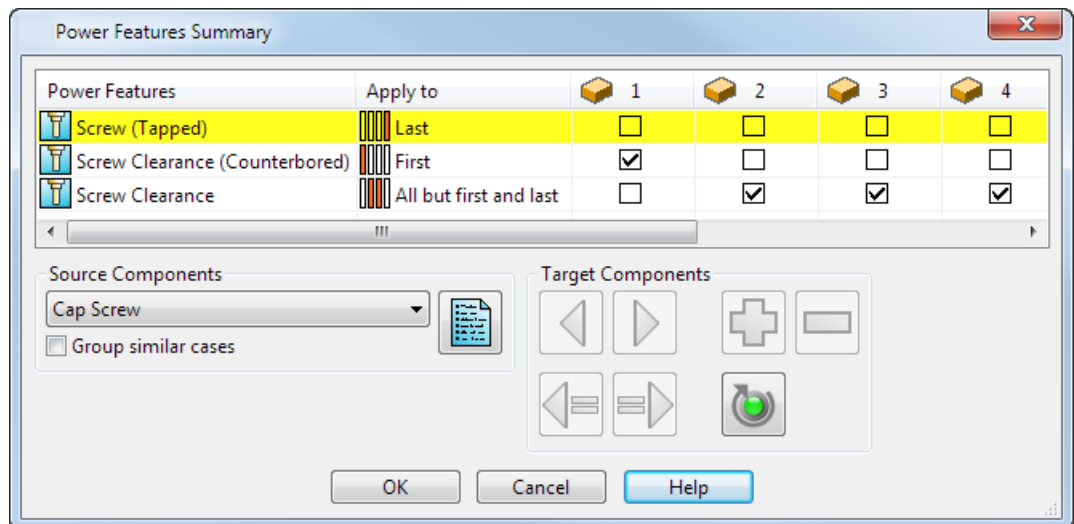 Power Features Summary
Power Features Apply to 1 2 3 4
Screw (Tapped) Last
Screw Clearance (Counterbored) First
Screw Clearance All but first and last
Source Components Target Components
Cap Screw
Group similar cases
OK Cancel Help